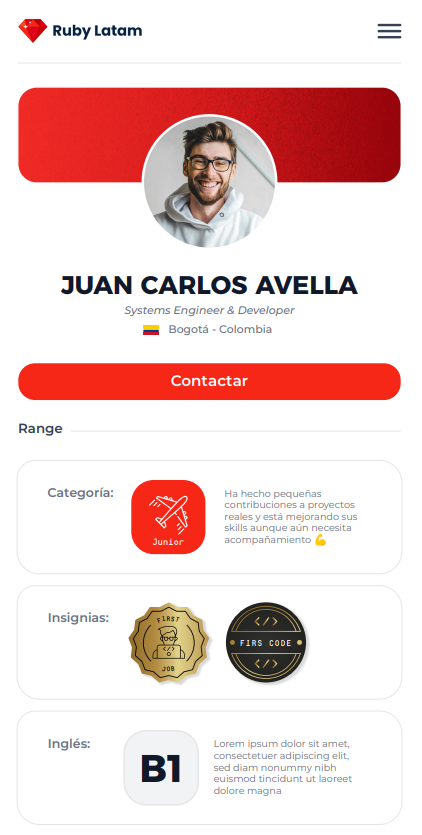 Ruby Latam
JUAN CARLOS AVELLA
Systems Engineer & Developer
Bogotá - Colombia
Contactar
Range
Categoría:
Junior
Ha hecho pequeñas
contribuciones a proyectos
reales y está mejorando sus
skills aunque aún necesita
acompañamiento 💪
Insignias:
FIRST
</>
JOB
</>
FIRS CODE
</>
Inglés:
B1
Lorem ipsum dolor sit amet,
consectetuer adipiscing elit,
sed diam nonummy nibh
euismod tincidunt ut laoreet
dolore magna